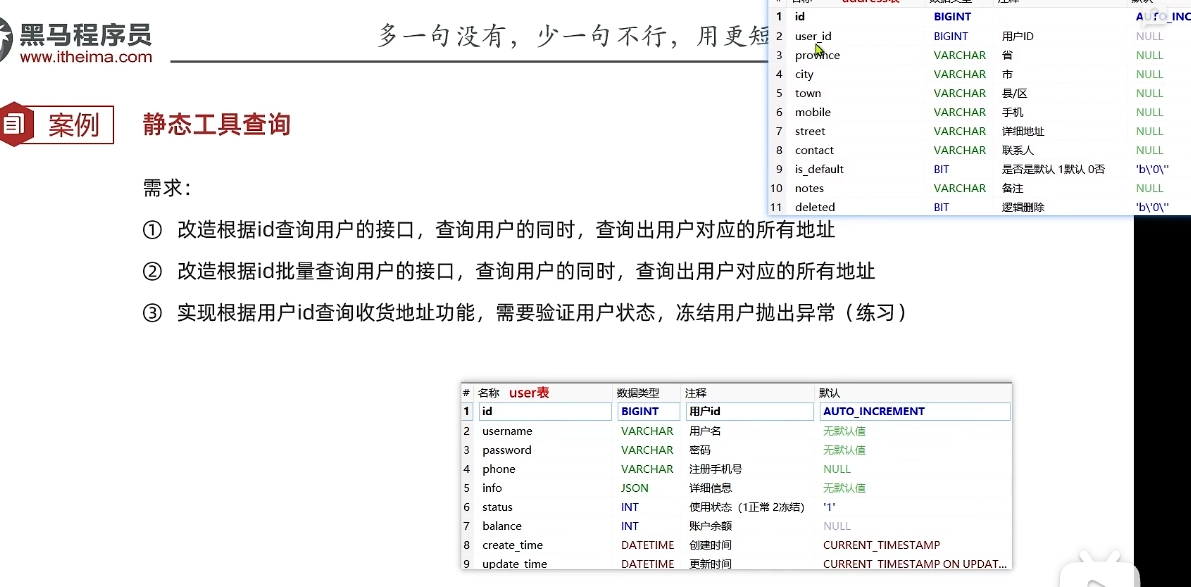 黑马程序员
www.itheima.com
多一句没有，少一句不行，用更短
案例
静态工具查询
需求：
① 改造根据id查询用户的接口，查询用户的同时，查询出用户对应的所有地址
② 改造根据id批量查询用户的接口，查询用户的同时，查询出用户对应的所有地址
③ 实现根据用户id查询收货地址功能，需要验证用户状态，冻结用户抛出异常（练习）
# 名称 address表 数据类型 注释 默认
1 id BIGINT AUTO_INC
2 user_id BIGINT 用户ID NULL
3 province VARCHAR 省 NULL
4 city VARCHAR 市 NULL
5 town VARCHAR 县/区 NULL
6 mobile VARCHAR 手机 NULL
7 street VARCHAR 详细地址 NULL
8 contact VARCHAR 联系人 NULL
9 is_default BIT 是否是默认 1默认 0否 'b\'0\''
10 notes VARCHAR 备注 NULL
11 deleted BIT 逻辑删除 'b\'0\''
# 名称 user表 数据类型 注释 默认
1 id BIGINT 用户id AUTO_INCREMENT
2 username VARCHAR 用户名 无默认值
3 password VARCHAR 密码 无默认值
4 phone VARCHAR 注册手机号 NULL
5 info JSON 详细信息 无默认值
6 status INT 使用状态（1正常 2冻结） '1'
7 balance INT 账户余额 NULL
8 create_time DATETIME 创建时间 CURRENT_TIMESTAMP
9 update_time DATETIME 更新时间 CURRENT_TIMESTAMP ON UPDAT...